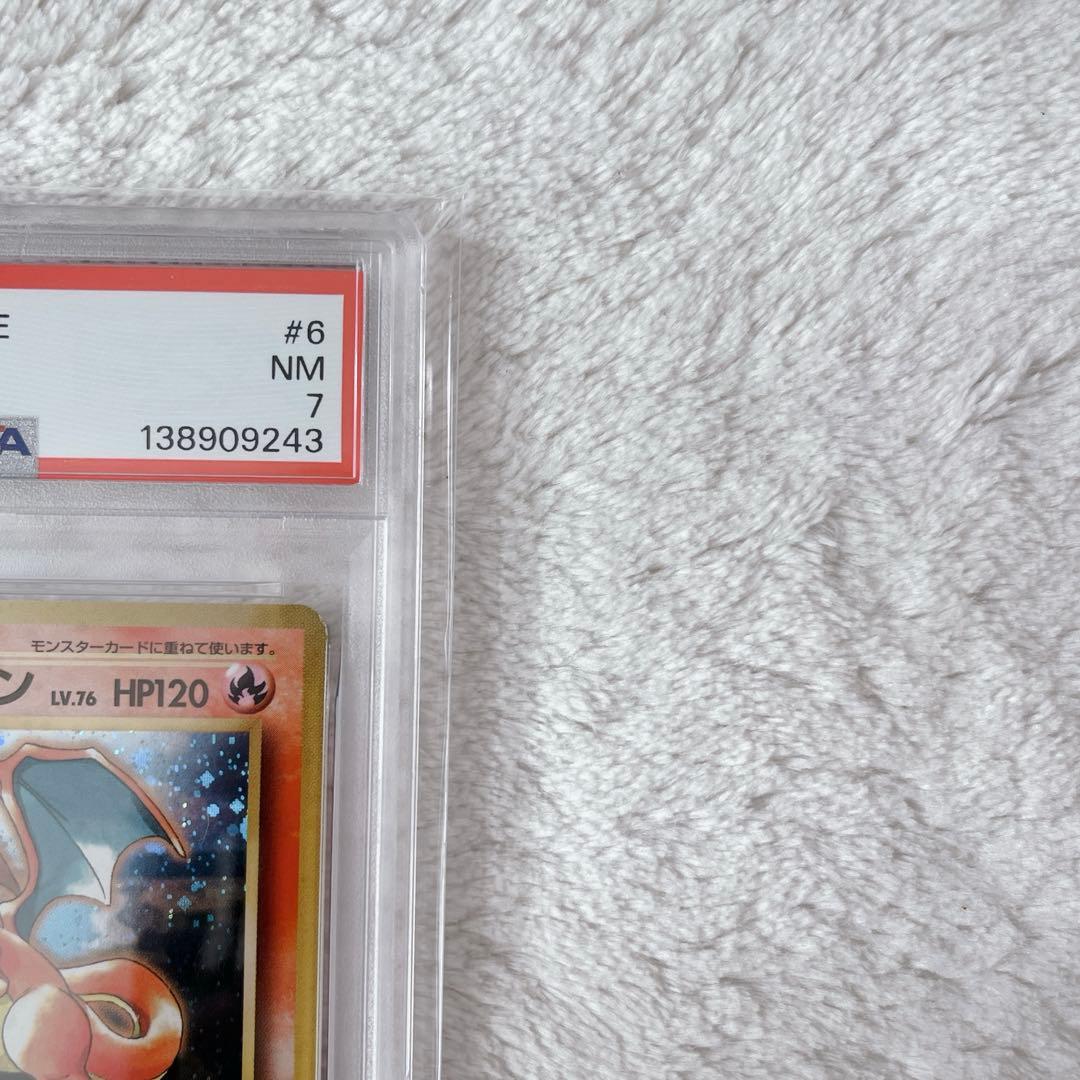 E #6
NM
7
A 138909243
モンスターカードに重ねて使います。
ン LV.76 HP120